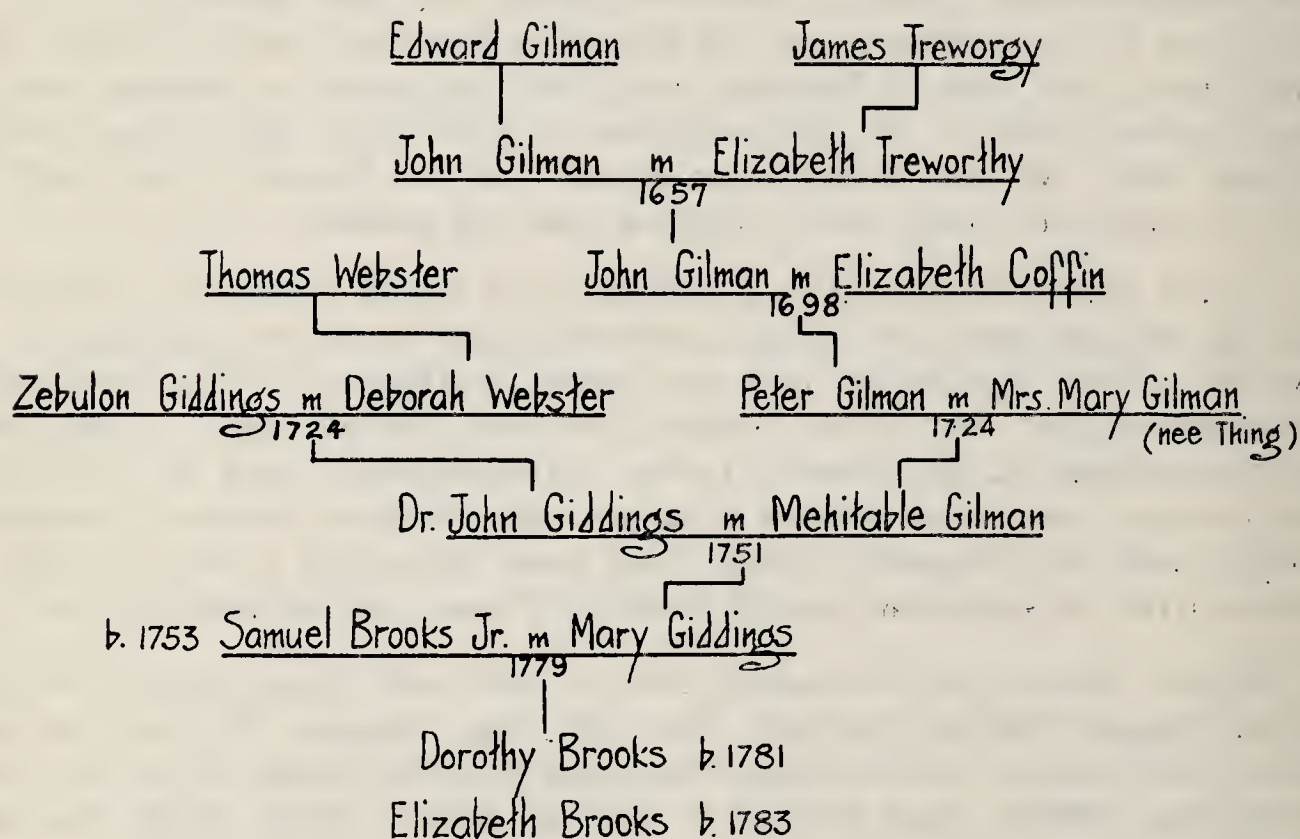 Edward Gilman James Treworgy
John Gilman m Elizabeth Treworthy
1657
Thomas Webster John Gilman m Elizabeth Coffin
1698
Zebulon Giddings m Deborah Webster Peter Gilman m Mrs. Mary Gilman
1724 1724 (nee Thing)
Dr. John Giddings m Mehitable Gilman
1751
b. 1753 Samuel Brooks Jr. m Mary Giddings
1779
Dorothy Brooks b. 1781
Elizabeth Brooks b. 1783